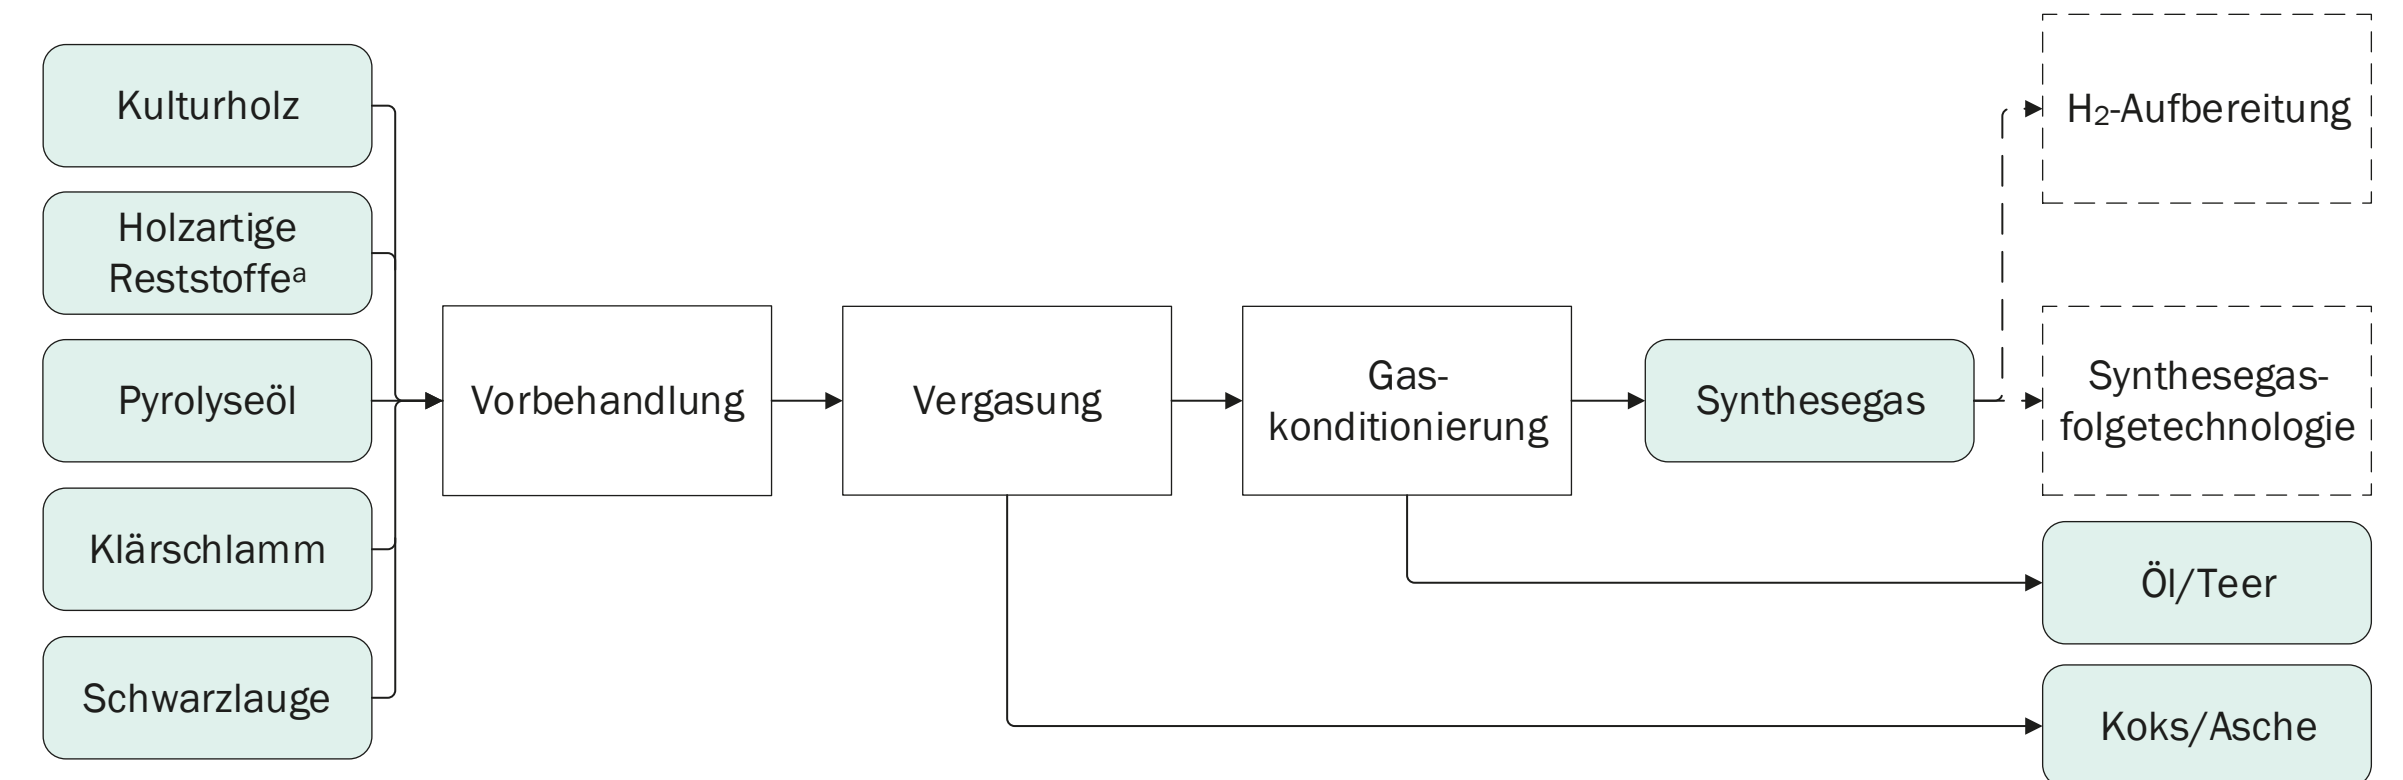 Kulturholz
Holzartige
Reststoffeᵃ
Pyrolyseöl
Klärschlamm
Schwarzlauge
Vorbehandlung
Vergasung
Gas-
konditionierung
Synthesegas
H₂-Aufbereitung
Synthesegas-
folgetechnologie
Öl/Teer
Koks/Asche